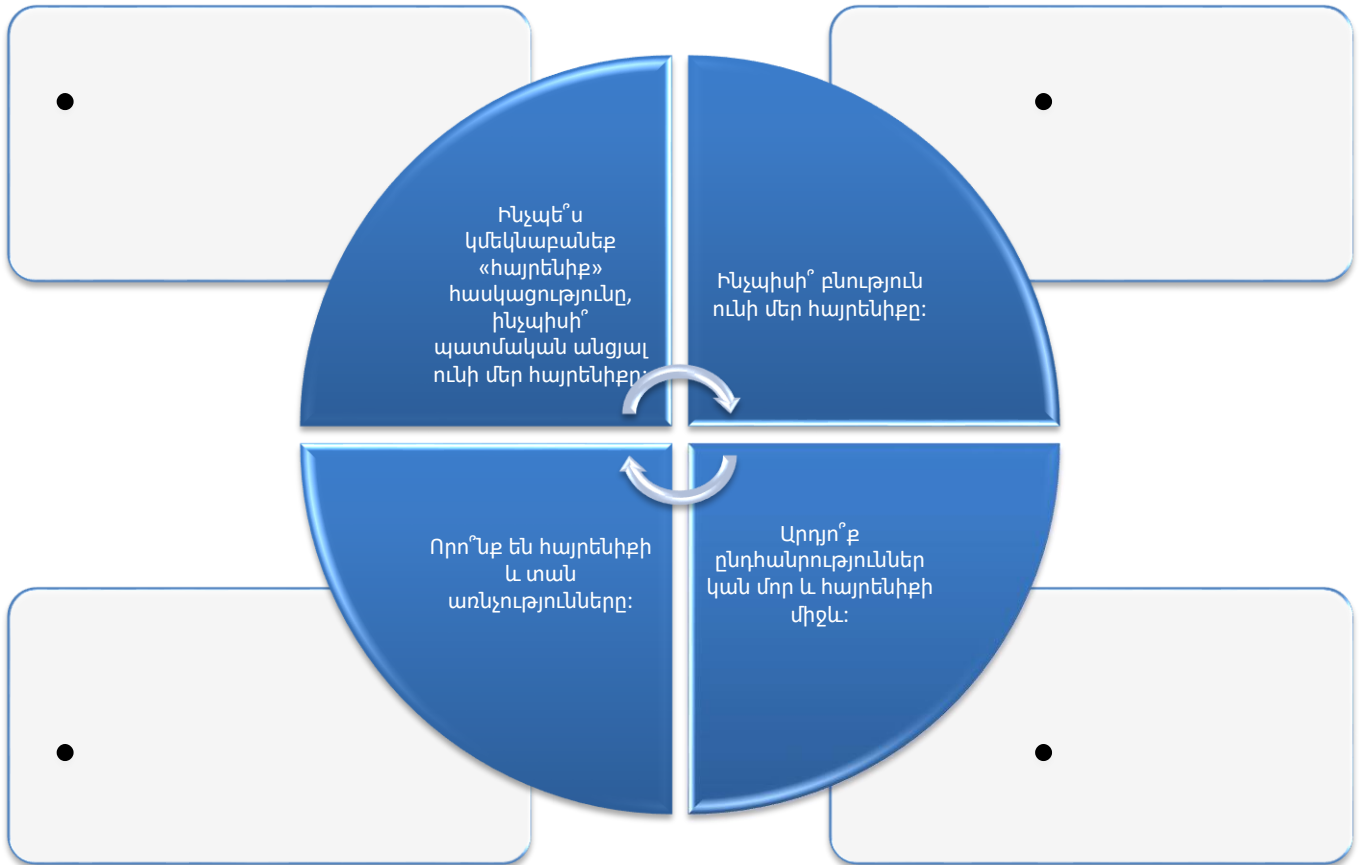 Ինչպե՞ս
կմեկնաբանեք
«հայրենիք»
հասկացությունը,
ինչպիսի՞
պատմական անցյալ
ունի մեր հայրենիքը:
Ինչպիսի՞ բնություն
ունի մեր հայրենիքը:
Որո՞նք են հայրենիքի
և տան
առնչությունները:
Արդյո՞ք
ընդհանրություններ
կան մոր և հայրենիքի
միջև: